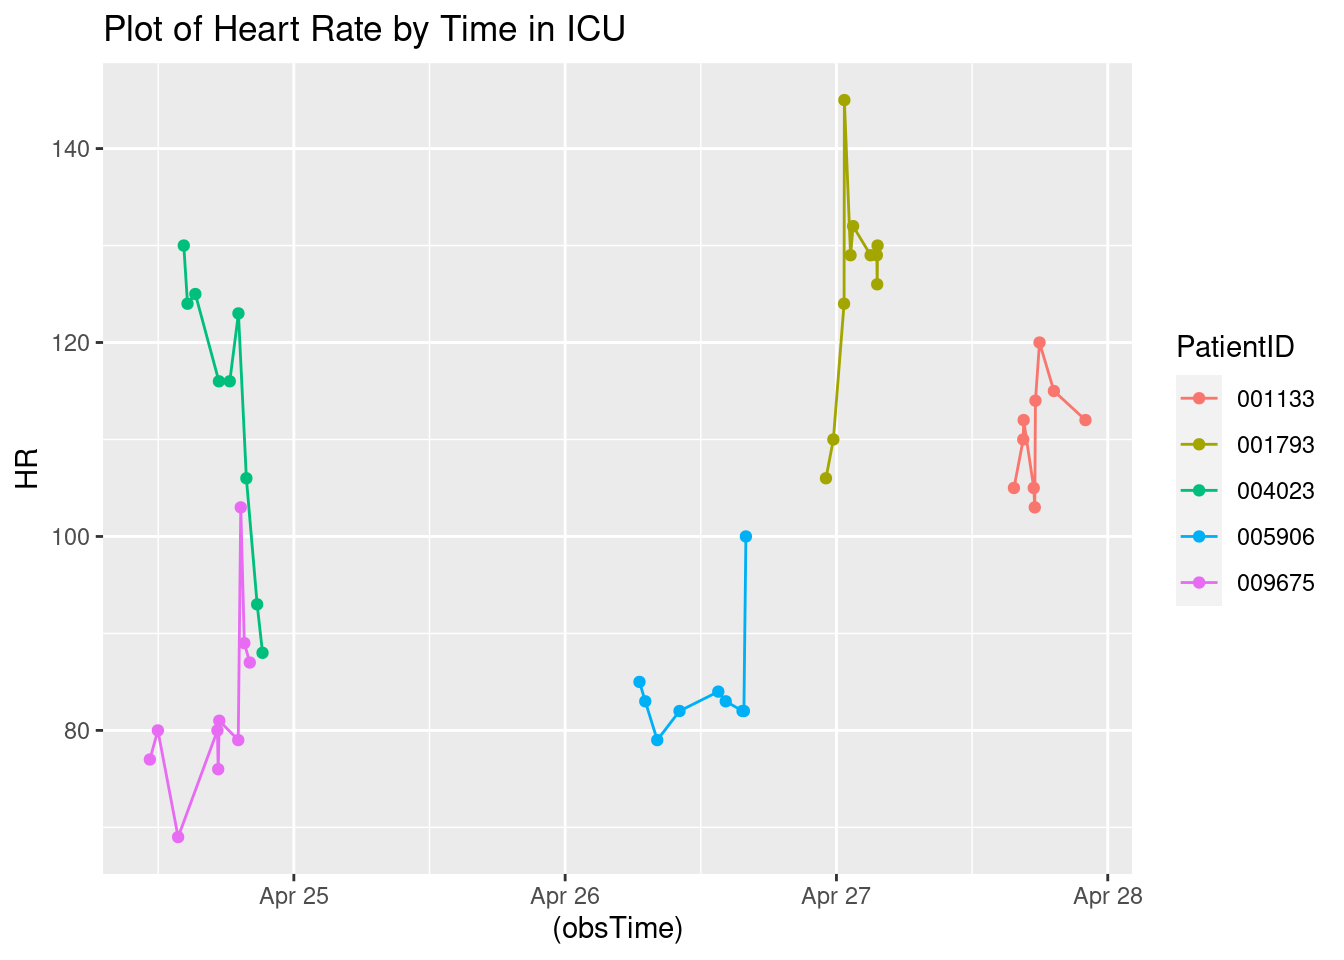 Plot of Heart Rate by Time in ICU
HR
140
120
100
80
Apr 25
Apr 26
Apr 27
Apr 28
(obsTime)
PatientID
001133
001793
004023
005906
009675